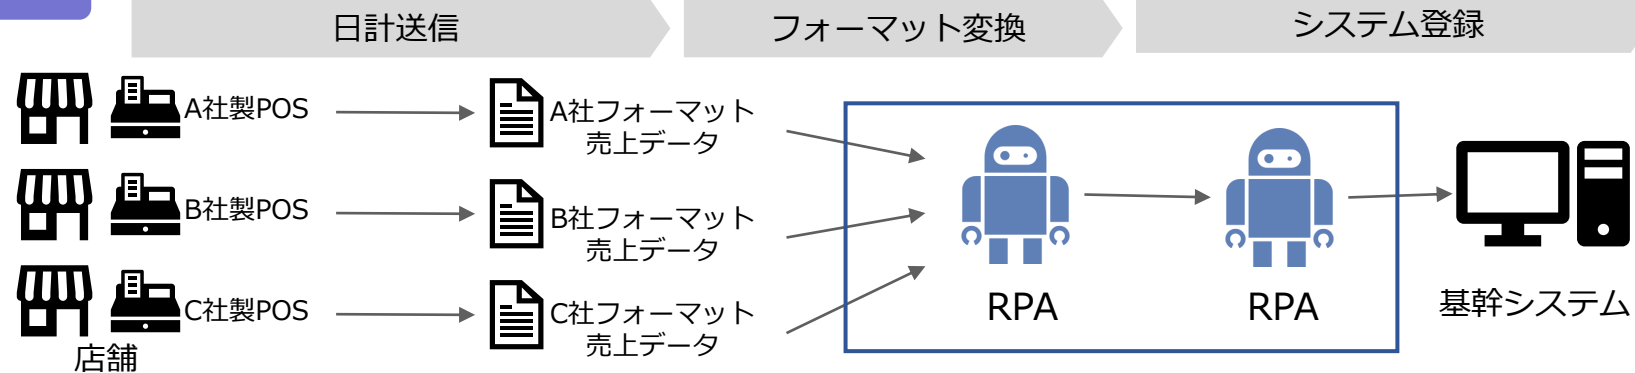 日計送信
フォーマット変換
システム登録
A社製POS
A社フォーマット
売上データ
B社製POS
B社フォーマット
売上データ
C社製POS
C社フォーマット
売上データ
店舗
RPA
RPA
基幹システム